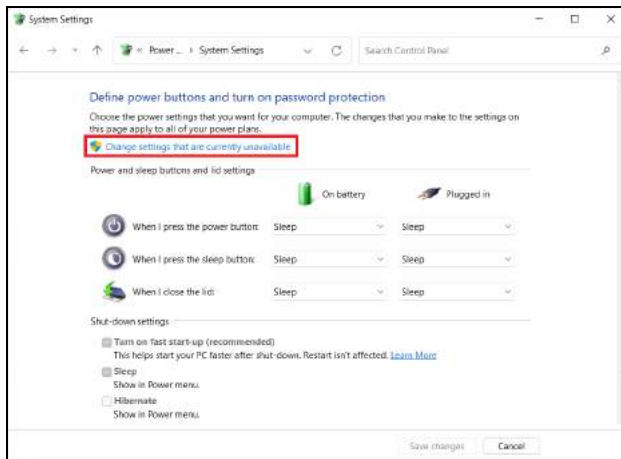 System Settings
« Power ... › System Settings
Search Control Panel
Define power buttons and turn on password protection
Choose the power settings that you want for your computer. The changes that you make to the settings on
this page apply to all of your power plans.
Change settings that are currently unavailable
Power and sleep buttons and lid settings
On battery Plugged in
When I press the power button: Sleep Sleep
When I press the sleep button: Sleep Sleep
When I close the lid: Sleep Sleep
Shut-down settings
Turn on fast start-up (recommended)
This helps start your PC faster after shut-down. Restart isn't affected. Learn More
Sleep
Show in Power menu.
Hibernate
Show in Power menu.
Save changes Cancel